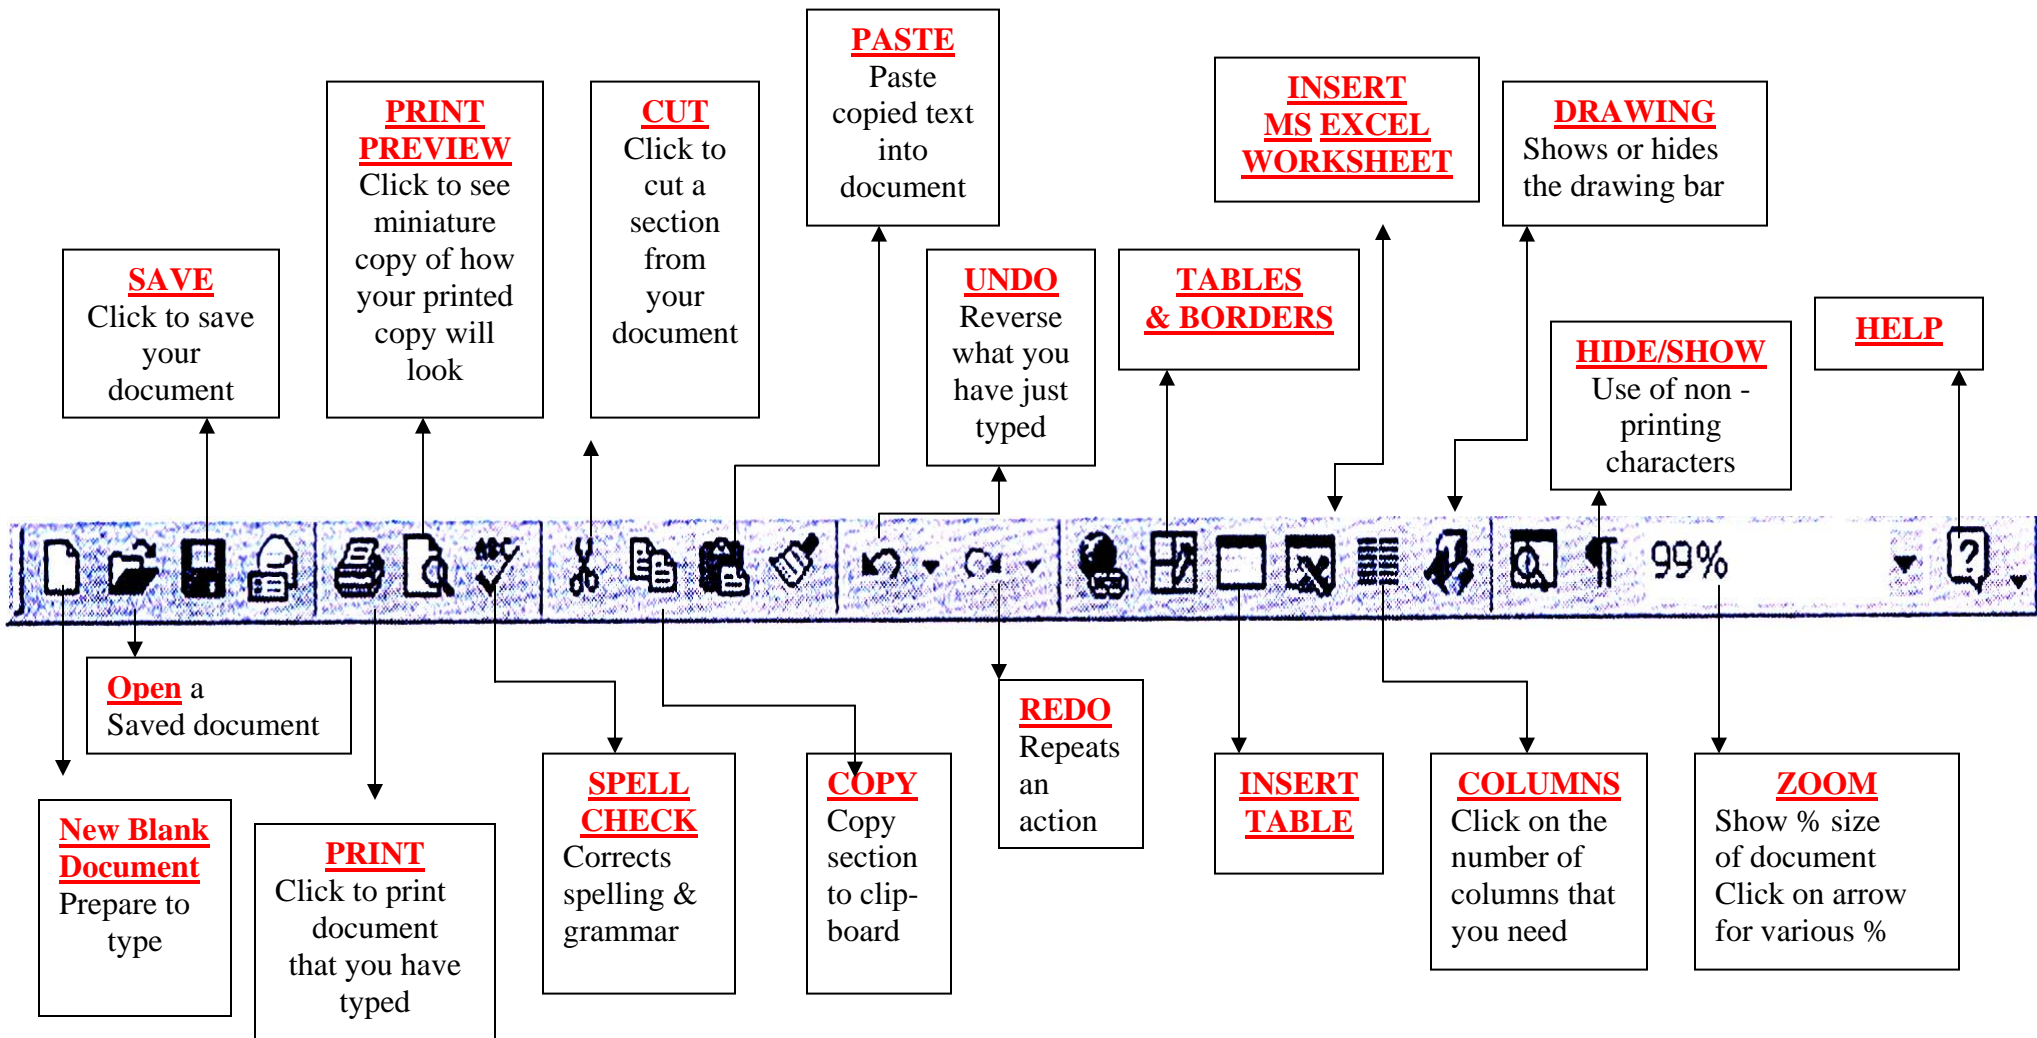 PASTE
Paste
copied text
into
document
INSERT
MS EXCEL
WORKSHEET
PRINT
PREVIEW
Click to see
miniature
copy of how
your printed
copy will
look
CUT
Click to
cut a
section
from
your
document
DRAWING
Shows or hides
the drawing bar
SAVE
Click to save
your
document
UNDO
Reverse
what you
have just
typed
TABLES
& BORDERS
HIDE/SHOW
Use of non -
printing
characters
HELP
ABC
99%
?
Open a
Saved document
New Blank
Document
Prepare to
type
PRINT
Click to print
document
that you have
typed
SPELL
CHECK
Corrects
spelling &
grammar
COPY
Copy
section
to clip-
board
REDO
Repeats
an
action
INSERT
TABLE
COLUMNS
Click on the
number of
columns that
you need
ZOOM
Show % size
of document
Click on arrow
for various %